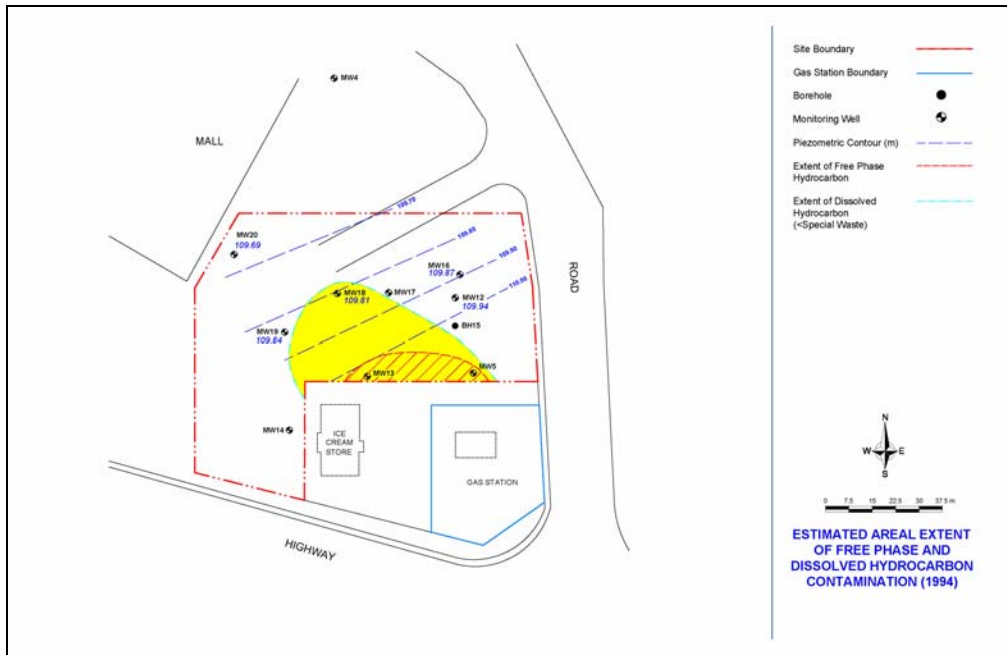 MW4
MALL
109.70
MW20
109.69
109.80
MW16
109.87
109.90
ROAD
MW18
109.81
MW17
MW12
109.94
110.00
BH15
MW19
109.84
MW13
MW5
MW14
ICE
CREAM
STORE
GAS STATION
HIGHWAY
Site Boundary
Gas Station Boundary
Borehole
Monitoring Well
Piezometric Contour (m)
Extent of Free Phase
Hydrocarbon
Extent of Dissolved
Hydrocarbon
(<Special Waste)
N
W E
S
0 7.5 15 22.5 30 37.5 m
ESTIMATED AREAL EXTENT
OF FREE PHASE AND
DISSOLVED HYDROCARBON
CONTAMINATION (1994)